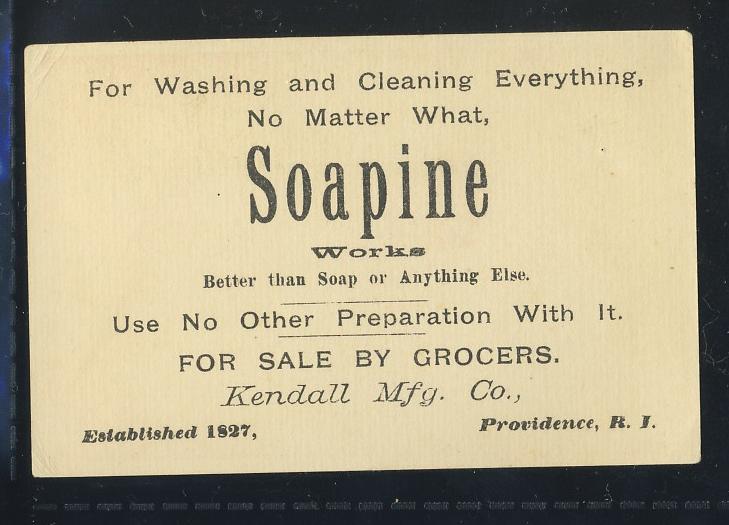 For Washing and Cleaning Everything,
No Matter What,
Soapine
Works
Better than Soap or Anything Else.
Use No Other Preparation With It.
FOR SALE BY GROCERS.
Kendall Mfg. Co.,
Established 1827,
Providence, R. I.